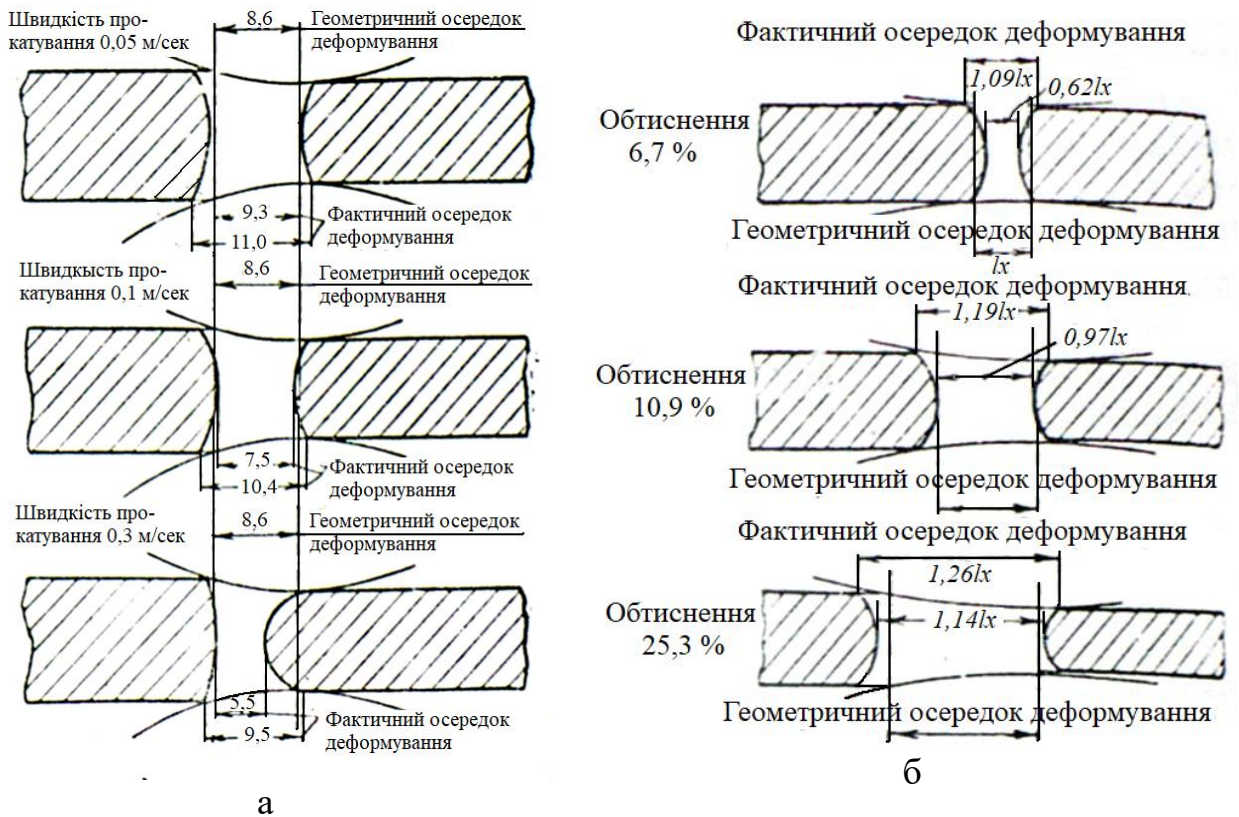 Швидкість про-
катування 0,05 м/сек
8,6
Геометричний осередок
деформування
9,3
11,0
Фактичний осередок
деформування
Швидкысть про-
катування 0,1 м/сек
8,6
Геометричний осередок
деформування
7,5
10,4
Фактичний осередок
деформування
Швидкість про-
катування 0,3 м/сек
8,6
Геометричний осередок
деформування
5,5
9,5
Фактичний осередок
деформування
а
Фактичний осередок деформування
1,09lx
0,62lx
Обтиснення
6,7 %
Геометричний осередок деформування
lx
Фактичний осередок деформування
1,19lx
0,97lx
Обтиснення
10,9 %
Геометричний осередок деформування
Фактичний осередок деформування
1,26lx
Обтиснення
25,3 %
1,14lx
Геометричний осередок деформування
б